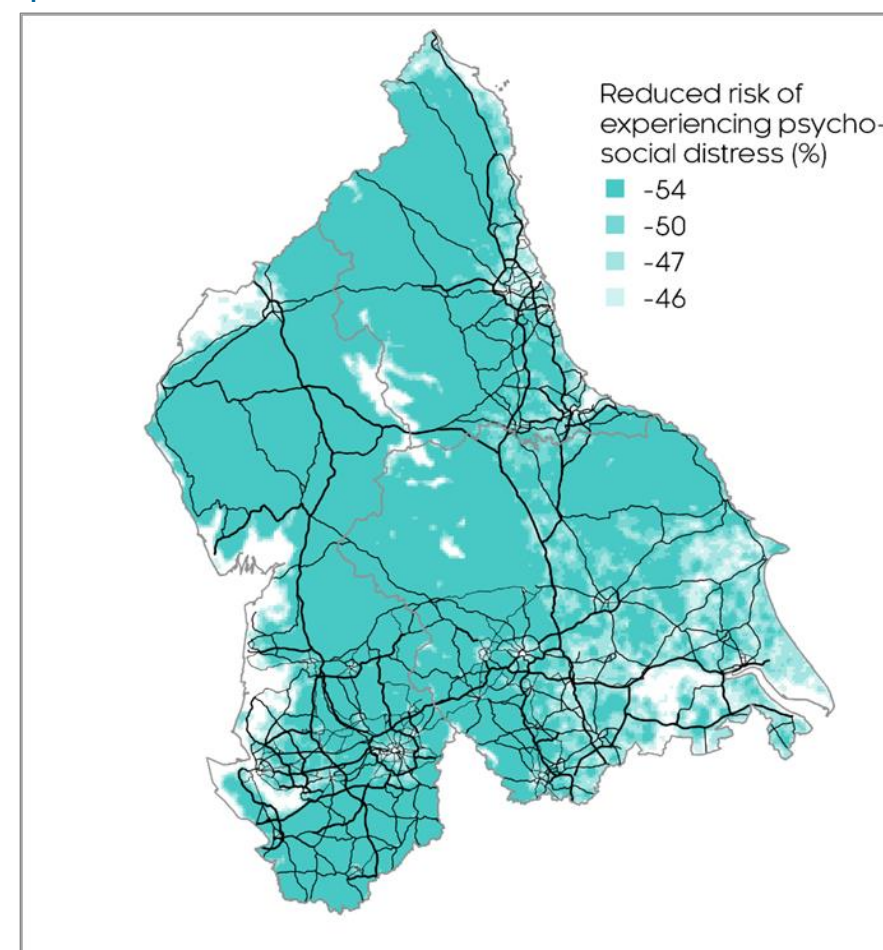 Reduced risk of
experiencing psycho-
social distress (%)
-54
-50
-47
-46